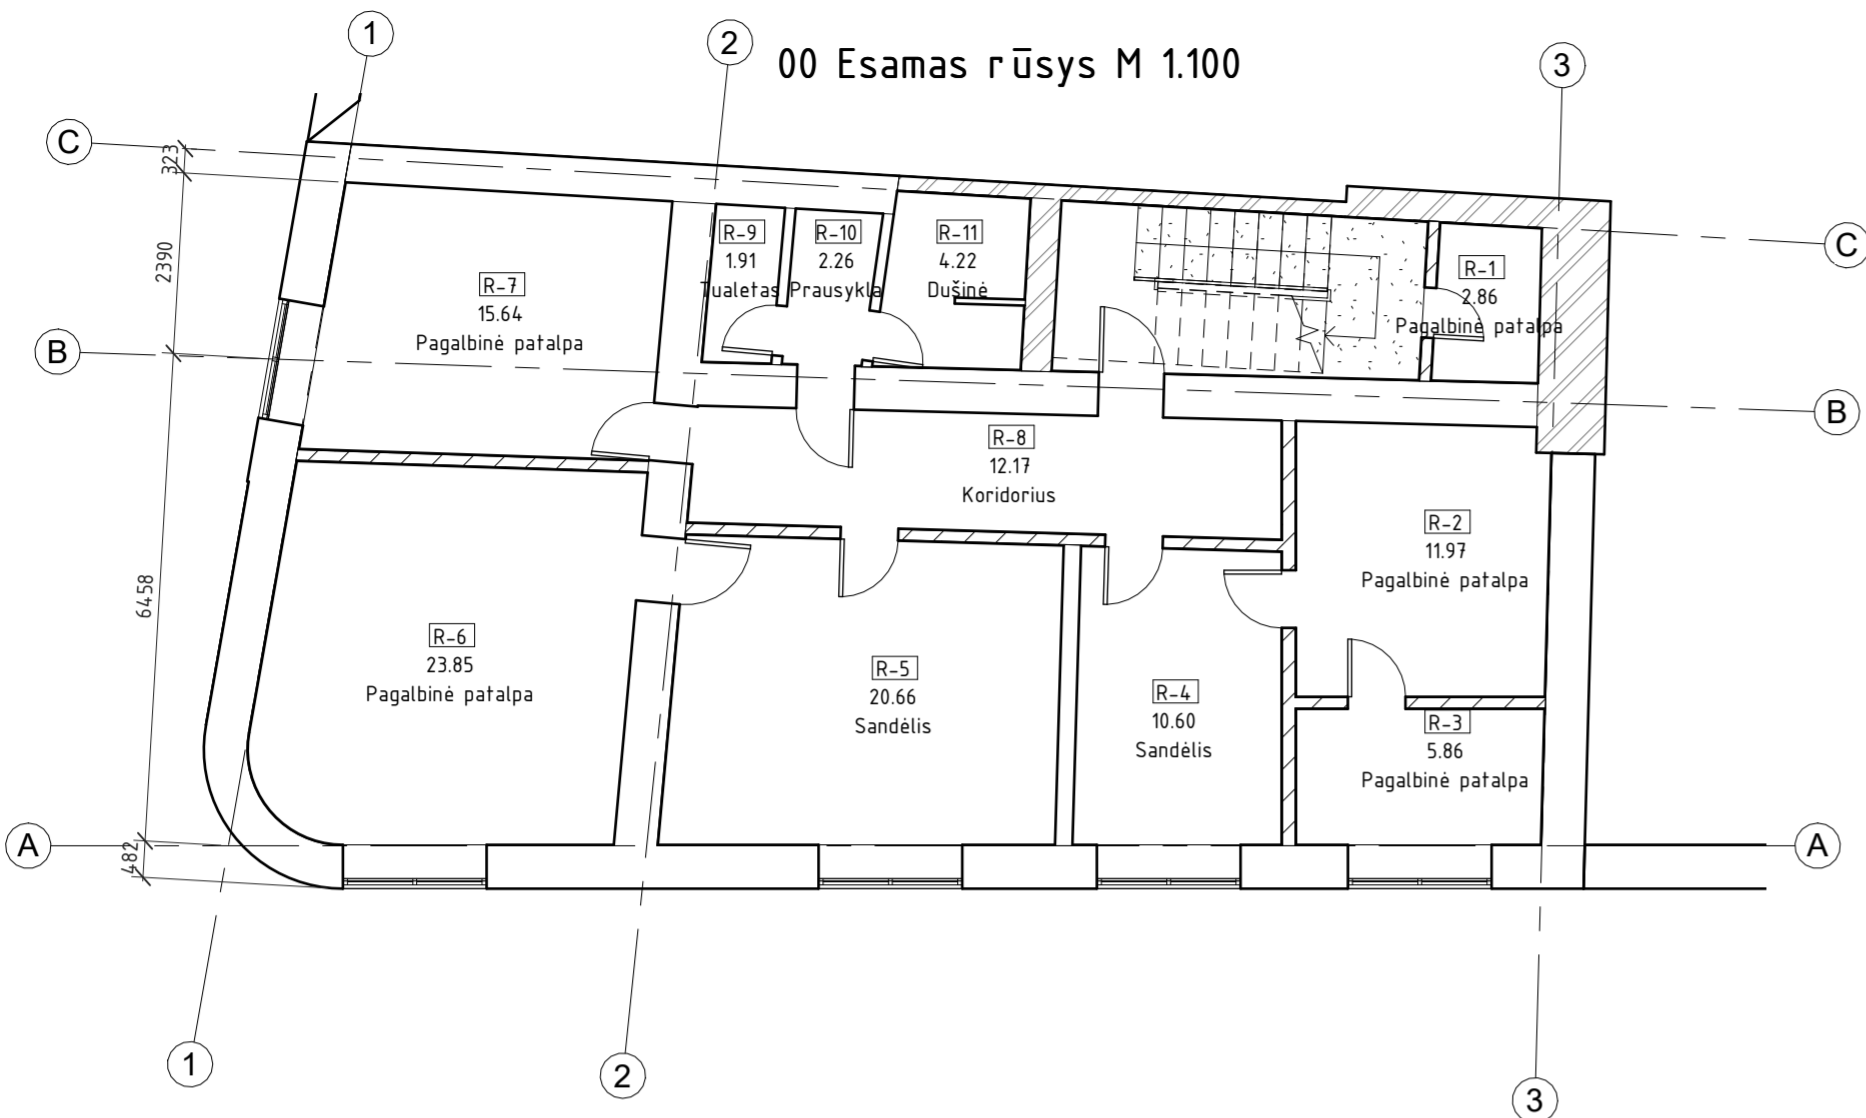 1
2
00 Esamas rūsys M 1.100
3
C
323
C
2390
R-9
1.91
Tualetas
R-10
2.26
Prausykla
R-11
4.22
Dušinė
R-1
2.86
Pagalbinė patalpa
R-7
15.64
Pagalbinė patalpa
B
B
R-8
12.17
Koridorius
R-2
11.97
Pagalbinė patalpa
6458
R-6
23.85
Pagalbinė patalpa
R-5
20.66
Sandėlis
R-4
10.60
Sandėlis
R-3
5.86
Pagalbinė patalpa
A
482
A
1
2
3